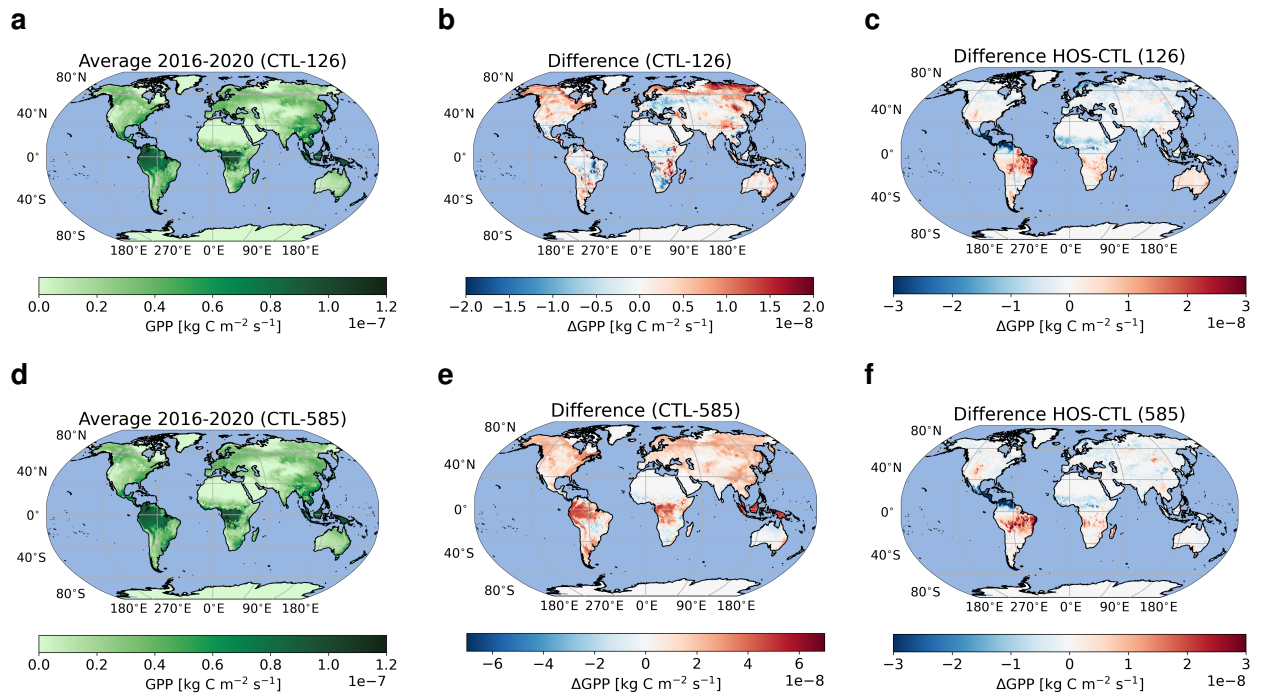 a
Average 2016-2020 (CTL-126)
80°N
40°N
0°
40°S
80°S
180°E 270°E 0°E 90°E 180°E
0.0 0.2 0.4 0.6 0.8 1.0 1.2
GPP [kg C m⁻² s⁻¹]
1e−7
b
Difference (CTL-126)
80°N
40°N
0°
40°S
80°S
180°E 270°E 0°E 90°E 180°E
−2.0 −1.5 −1.0 −0.5 0.0 0.5 1.0 1.5 2.0
ΔGPP [kg C m⁻² s⁻¹]
1e−8
c
Difference HOS-CTL (126)
80°N
40°N
0°
40°S
80°S
180°E 270°E 0°E 90°E 180°E
−3 −2 −1 0 1 2 3
ΔGPP [kg C m⁻² s⁻¹]
1e−8
d
Average 2016-2020 (CTL-585)
80°N
40°N
0°
40°S
80°S
180°E 270°E 0°E 90°E 180°E
0.0 0.2 0.4 0.6 0.8 1.0 1.2
GPP [kg C m⁻² s⁻¹]
1e−7
e
Difference (CTL-585)
80°N
40°N
0°
40°S
80°S
180°E 270°E 0°E 90°E 180°E
−6 −4 −2 0 2 4 6
ΔGPP [kg C m⁻² s⁻¹]
1e−8
f
Difference HOS-CTL (585)
80°N
40°N
0°
40°S
80°S
180°E 270°E 0°E 90°E 180°E
−3 −2 −1 0 1 2 3
ΔGPP [kg C m⁻² s⁻¹]
1e−8